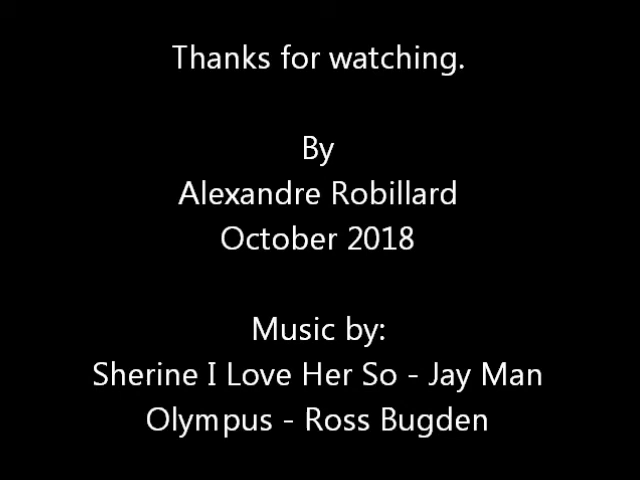 Thanks for watching.
By
Alexandre Robillard
October 2018
Music by:
Sherine I Love Her So - Jay Man
Olympus - Ross Bugden